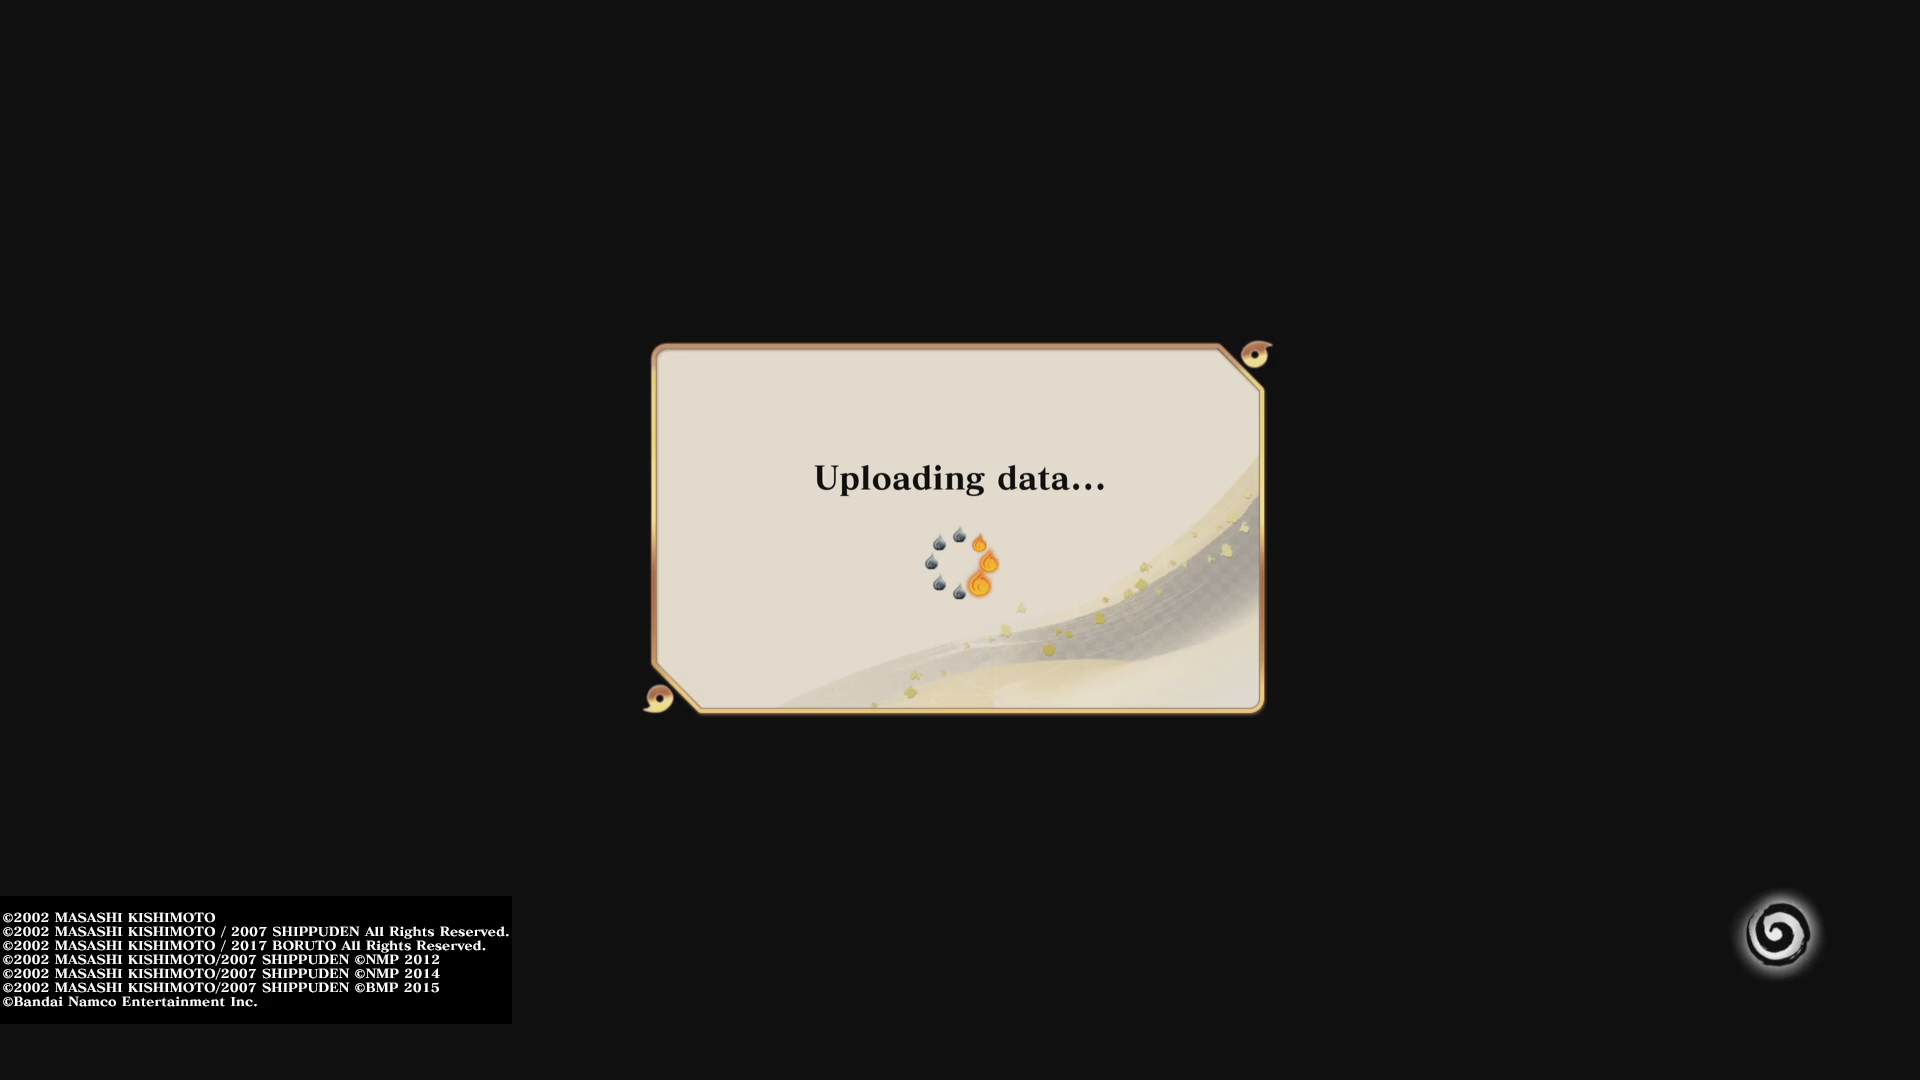 Uploading data...
©2002 MASASHI KISHIMOTO
©2002 MASASHI KISHIMOTO / 2007 SHIPPUDEN All Rights Reserved.
©2002 MASASHI KISHIMOTO / 2017 BORUTO All Rights Reserved.
©2002 MASASHI KISHIMOTO/2007 SHIPPUDEN ©NMP 2012
©2002 MASASHI KISHIMOTO/2007 SHIPPUDEN ©NMP 2014
©2002 MASASHI KISHIMOTO/2007 SHIPPUDEN ©BMP 2015
©Bandai Namco Entertainment Inc.